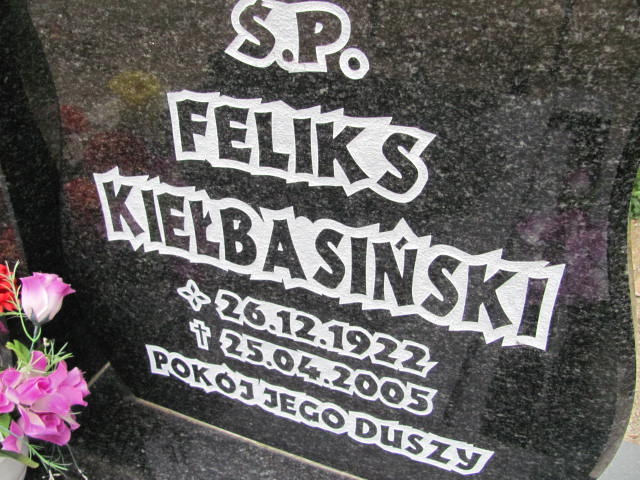 Ś.P.
FELIKS
KIEŁBASIŃSKI
26.12.1922
25.04.2005
POKÓJ JEGO DUSZY